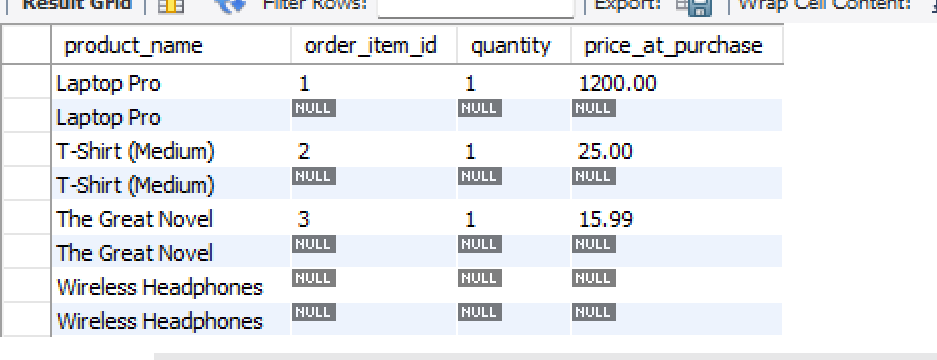 Result Grid Filter Rows: Export: Wrap Cell Content:
product_name order_item_id quantity price_at_purchase
Laptop Pro 1 1 1200.00
Laptop Pro NULL NULL NULL
T-Shirt (Medium) 2 1 25.00
T-Shirt (Medium) NULL NULL NULL
The Great Novel 3 1 15.99
The Great Novel NULL NULL NULL
Wireless Headphones NULL NULL NULL
Wireless Headphones NULL NULL NULL